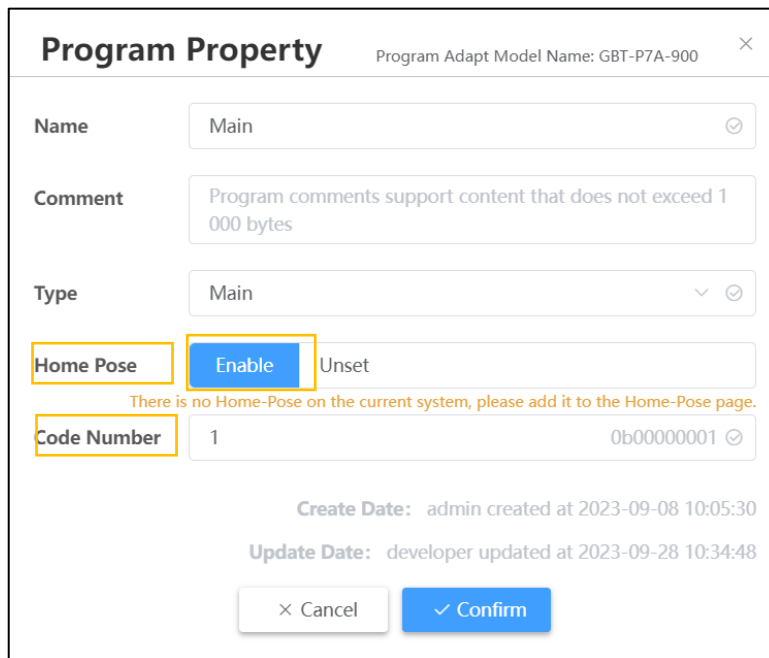 Program Property
Program Adapt Model Name: GBT-P7A-900
Name
Main
Comment
Program comments support content that does not exceed 1
000 bytes
Type
Main
Home Pose
Enable
Unset
There is no Home-Pose on the current system, please add it to the Home-Pose page.
Code Number
1
0b00000001
Create Date: admin created at 2023-09-08 10:05:30
Update Date: developer updated at 2023-09-28 10:34:48
Cancel
Confirm